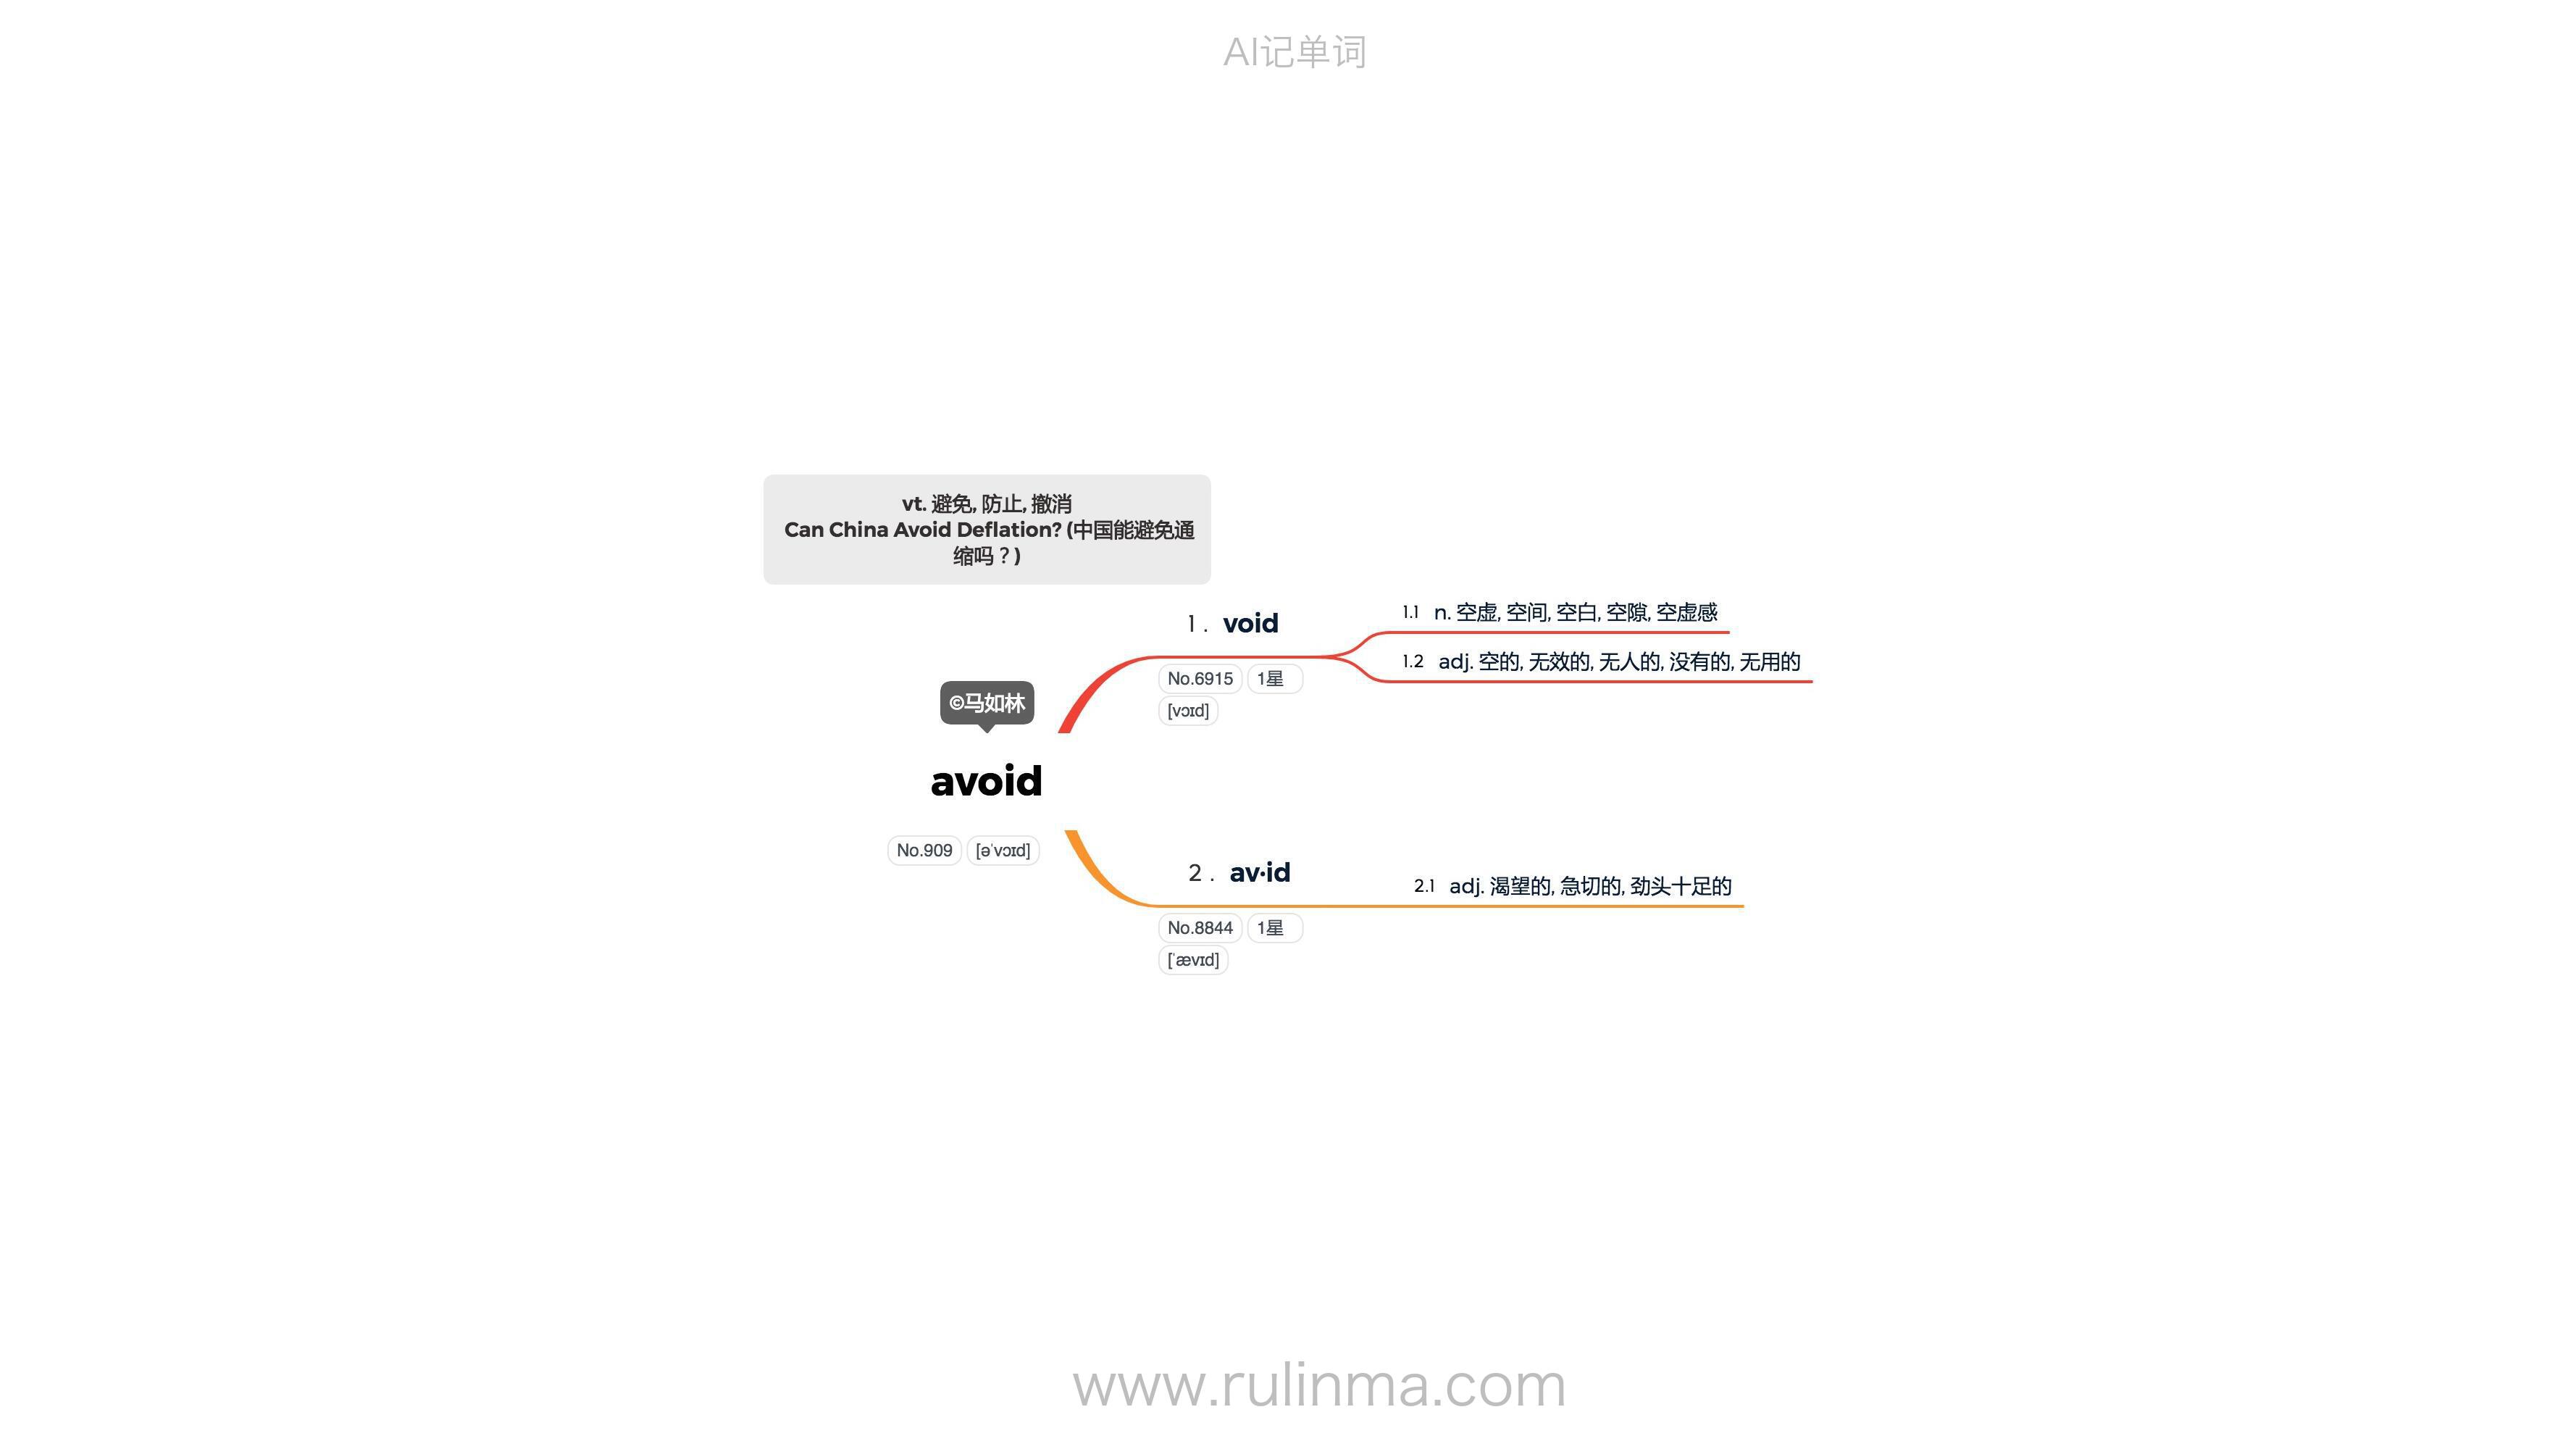 AI记单词
vt. 避免, 防止, 撤消
Can China Avoid Deflation? (中国能避免通
缩吗？)
1 . void
No.6915 1星
[vɔɪd]
1.1 n. 空虚, 空间, 空白, 空隙, 空虚感
1.2 adj. 空的, 无效的, 无人的, 没有的, 无用的
©马如林
avoid
No.909 [əˈvɔɪd]
2 . av·id
No.8844 1星
[ˈævɪd]
2.1 adj. 渴望的, 急切的, 劲头十足的
www.rulinma.com